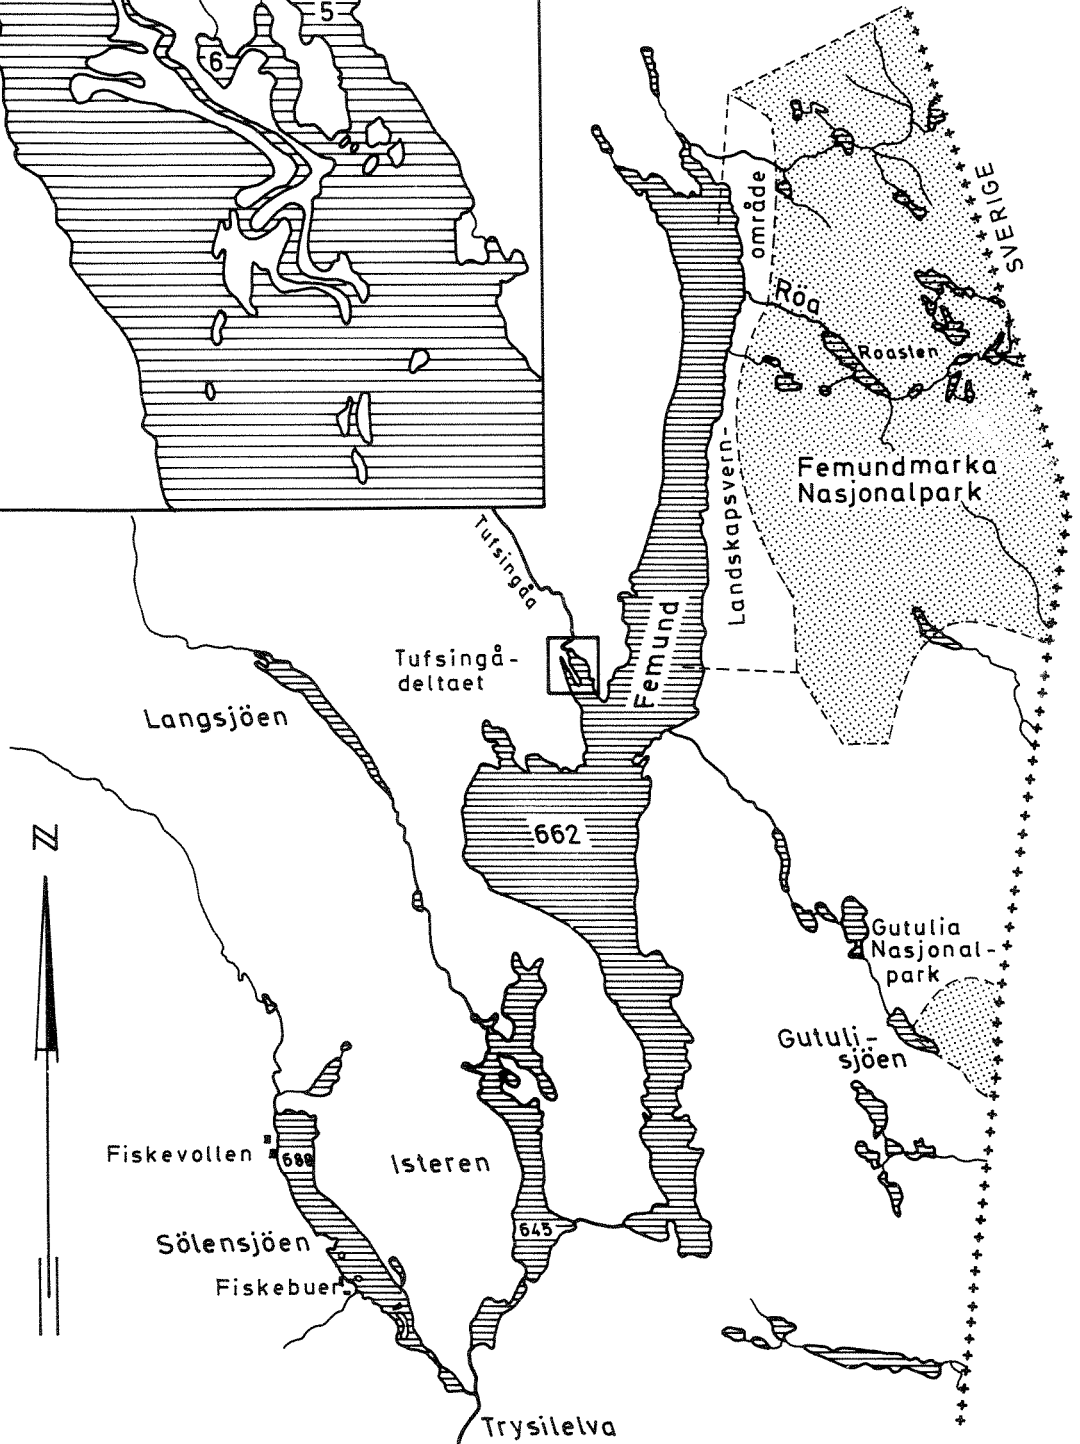 5
6
SVERIGE
område
Röa
Roasten
Femundmarka
Nasjonalpark
Landskapsvern-
Tufsingåa
Femund
Tufsingå-
deltaet
Langsjöen
N
662
Gutulia
Nasjonal-
park
Gutuli-
sjöen
Fiskevollen
688
Isteren
645
Sölensjöen
Fiskebuer
Trysilelva